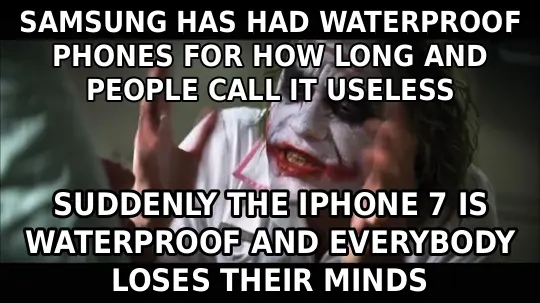 SAMSUNG HAS HAD WATERPROOF
PHONES FOR HOW LONG AND
PEOPLE CALL IT USELESS
SUDDENLY THE IPHONE 7 IS
WATERPROOF AND EVERYBODY
LOSES THEIR MINDS